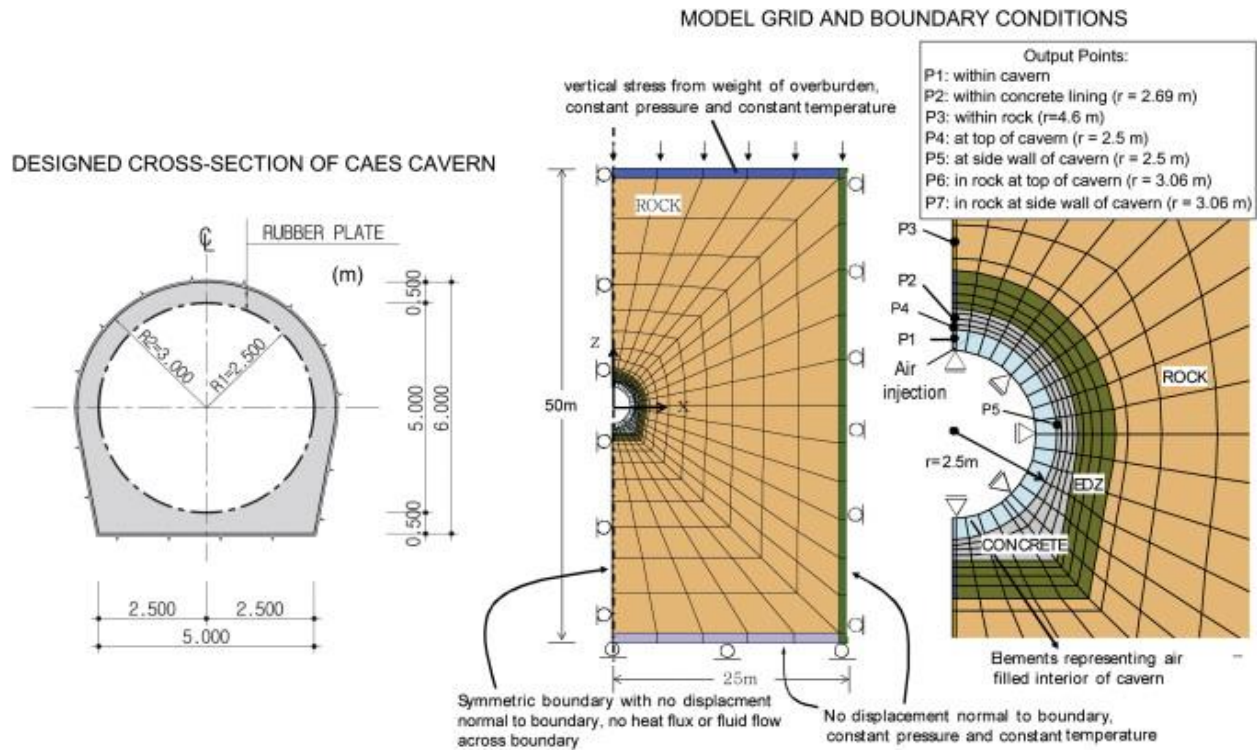 MODEL GRID AND BOUNDARY CONDITIONS
Output Points:
P1: within cavern
P2: within concrete lining (r = 2.69 m)
P3: within rock (r=4.6 m)
P4: at top of cavern (r = 2.5 m)
P5: at side wall of cavern (r = 2.5 m)
P6: in rock at top of cavern (r = 3.06 m)
P7: in rock at side wall of cavern (r = 3.06 m)
vertical stress from weight of overburden,
constant pressure and constant temperature
DESIGNED CROSS-SECTION OF CAES CAVERN
RUBBER PLATE
(m)
R2=3,000
R1=2,500
0.500
5.000
0.500
6.000
2.500
2.500
5.000
ROCK
Z
X
50m
25m
P3
P2
P4
P1
Air
injection
P5
r=2.5m
ROCK
EDZ
CONCRETE
Elements representing air
filled interior of cavern
Symmetric boundary with no displacment
normal to boundary, no heat flux or fluid flow
across boundary
No displacement normal to boundary,
constant pressure and constant temperature